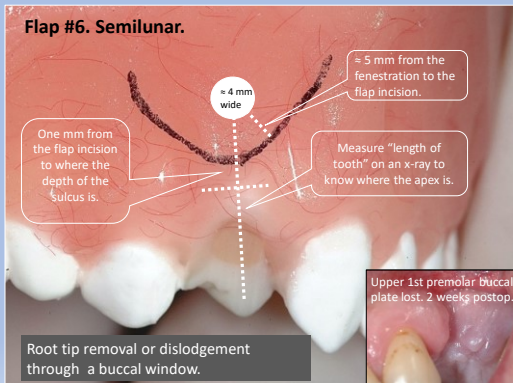 Flap #6. Semilunar.
≈ 4 mm
wide
≈ 5 mm from the
fenestration to the
flap incision.
One mm from
the flap incision
to where the
depth of the
sulcus is.
Measure “length of
tooth” on an x-ray to
know where the apex is.
Upper 1st premolar buccal
plate lost. 2 weeks postop.
Root tip removal or dislodgement
through a buccal window.